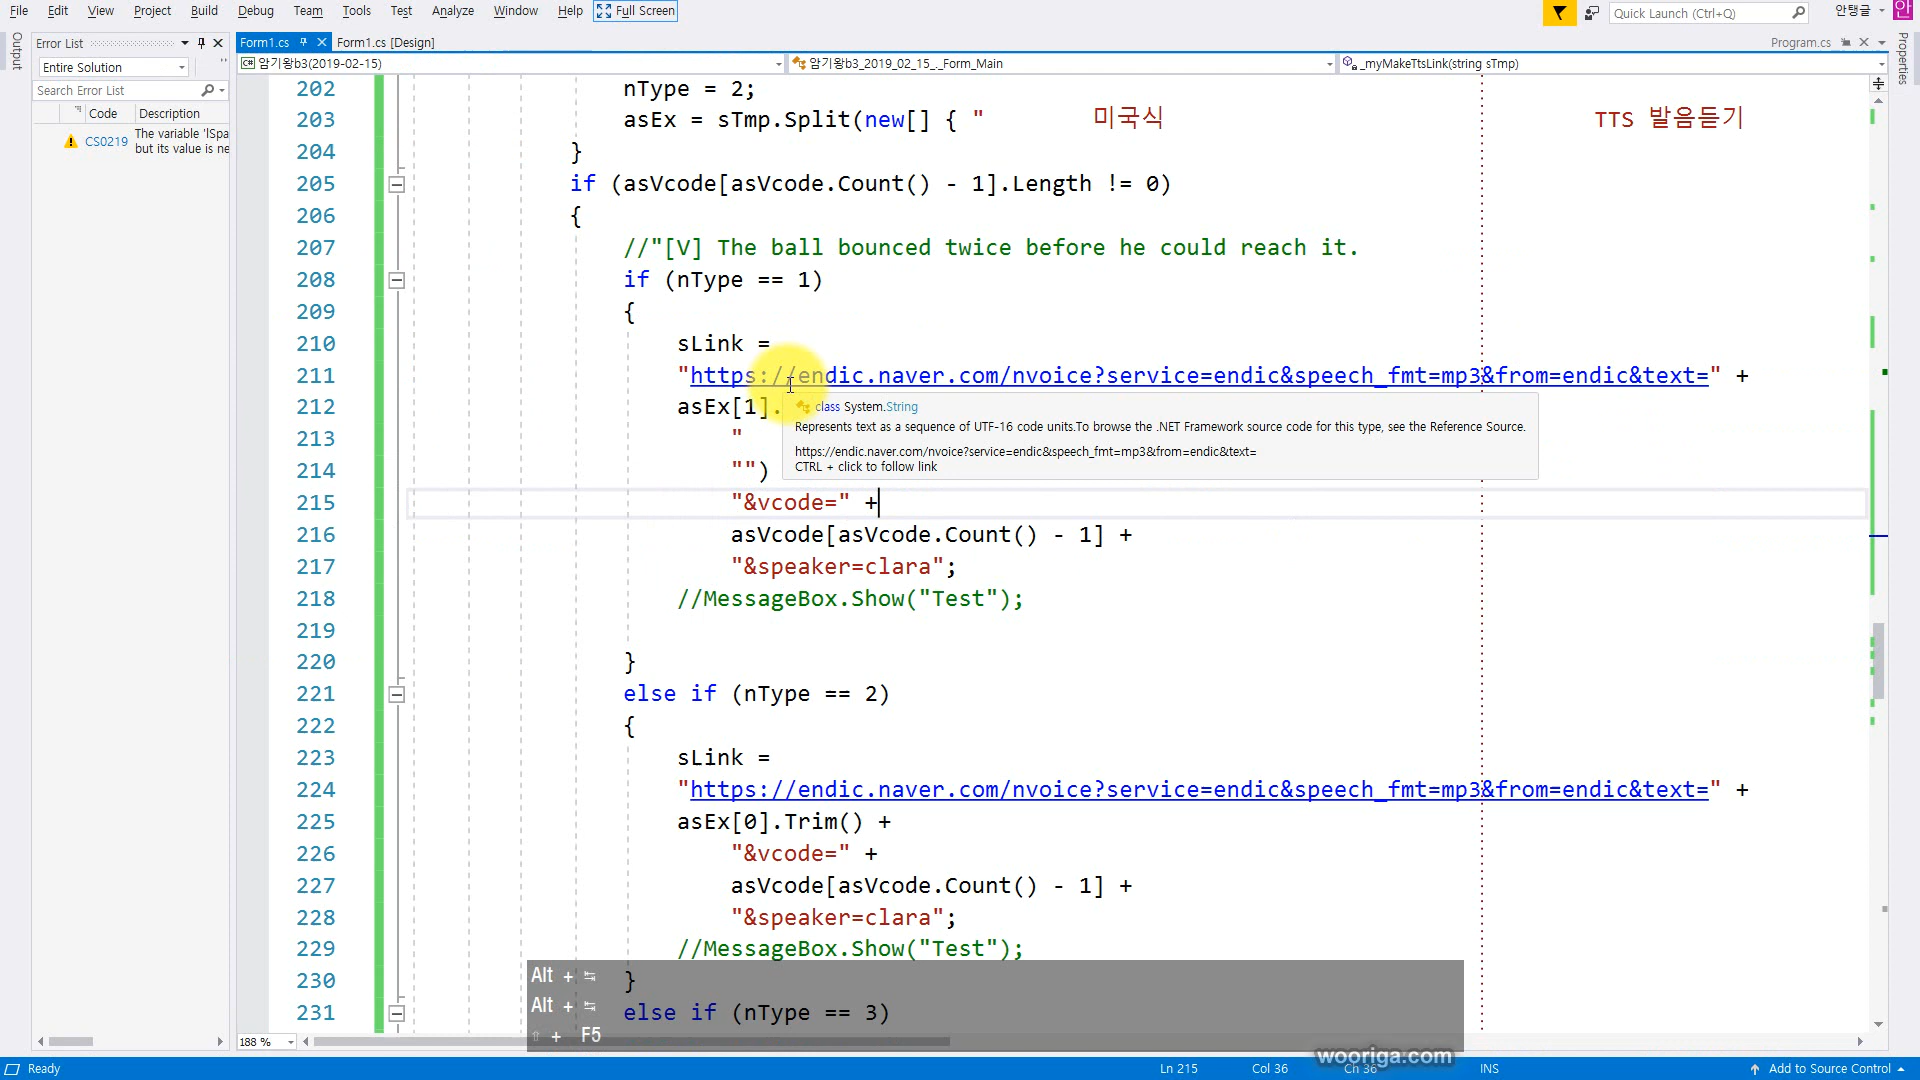 File Edit View Project Build Debug Team Tools Test Analyze Window Help Full Screen Quick Launch (Ctrl+Q) 안탱글 안
Output
Error List
Form1.cs Form1.cs [Design] Program.cs
Properties
Entire Solution
암기왕b3(2019-02-15) 암기왕b3_2019_02_15_._Form_Main _myMakeTtsLink(string sTmp)
Search Error List
Code Description
CS0219 The variable 'lSpa
but its value is ne
202 nType = 2;
203 asEx = sTmp.Split(new[] { " 미국식 TTS 발음듣기
204 }
205 if (asVcode[asVcode.Count() - 1].Length != 0)
206 {
207 //"[V] The ball bounced twice before he could reach it.
208 if (nType == 1)
209 {
210 sLink =
211 "https://endic.naver.com/nvoice?service=endic&speech_fmt=mp3&from=endic&text=" +
212 asEx[1].
class System.String
Represents text as a sequence of UTF-16 code units.To browse the .NET Framework source code for this type, see the Reference Source.
https://endic.naver.com/nvoice?service=endic&speech_fmt=mp3&from=endic&text=
CTRL + click to follow link
213 "
214 "")
215 "&vcode=" +
216 asVcode[asVcode.Count() - 1] +
217 "&speaker=clara";
218 //MessageBox.Show("Test");
219
220 }
221 else if (nType == 2)
222 {
223 sLink =
224 "https://endic.naver.com/nvoice?service=endic&speech_fmt=mp3&from=endic&text=" +
225 asEx[0].Trim() +
226 "&vcode=" +
227 asVcode[asVcode.Count() - 1] +
228 "&speaker=clara";
229 //MessageBox.Show("Test");
230 }
231 else if (nType == 3)
Alt + ↹
Alt + ↹
⇧ + F5
188 %
wooriga.com
Ready Ln 215 Col 36 Ch 36 INS Add to Source Control